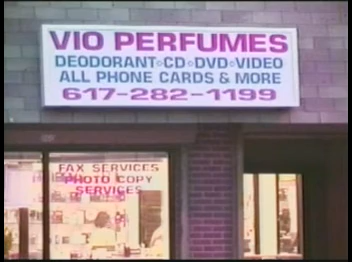 VIO PERFUMES
DEODORANT◦CD◦DVD◦VIDEO
ALL PHONE CARDS & MORE
617-282-1199
FAX SERVICES
PHOTO COPY
SERVICES